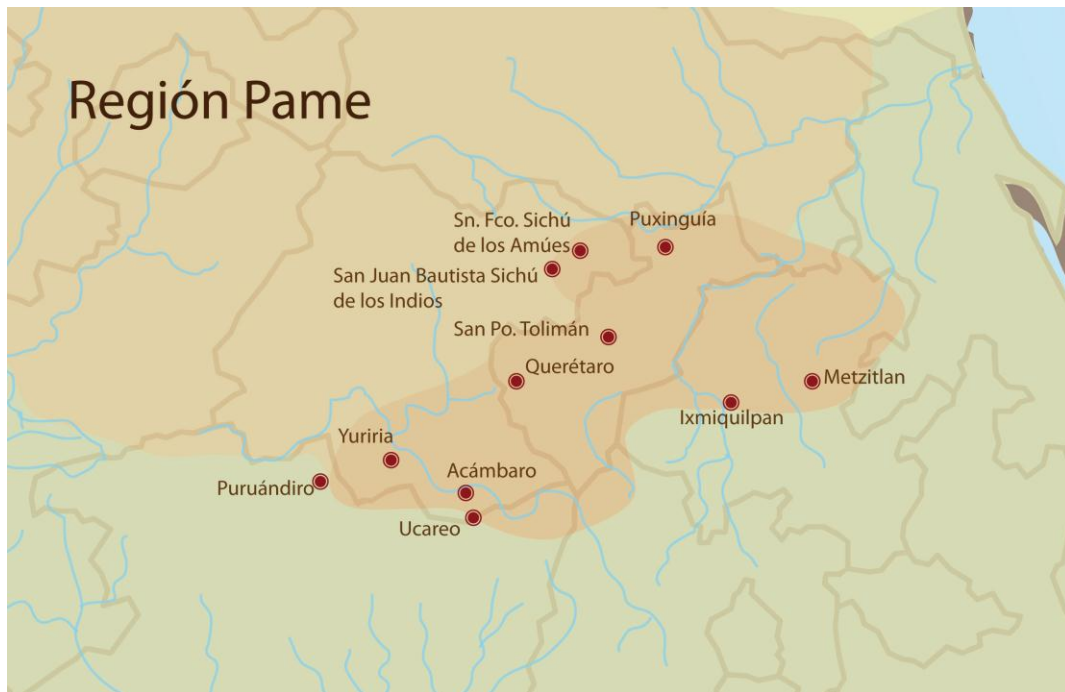 Región Pame
Sn. Fco. Sichú
de los Amúes
Puxinguía
San Juan Bautista Sichú
de los Indios
San Po. Tolimán
Querétaro
Metzitlan
Ixmiquilpan
Yuriria
Acámbaro
Puruándiro
Ucareo